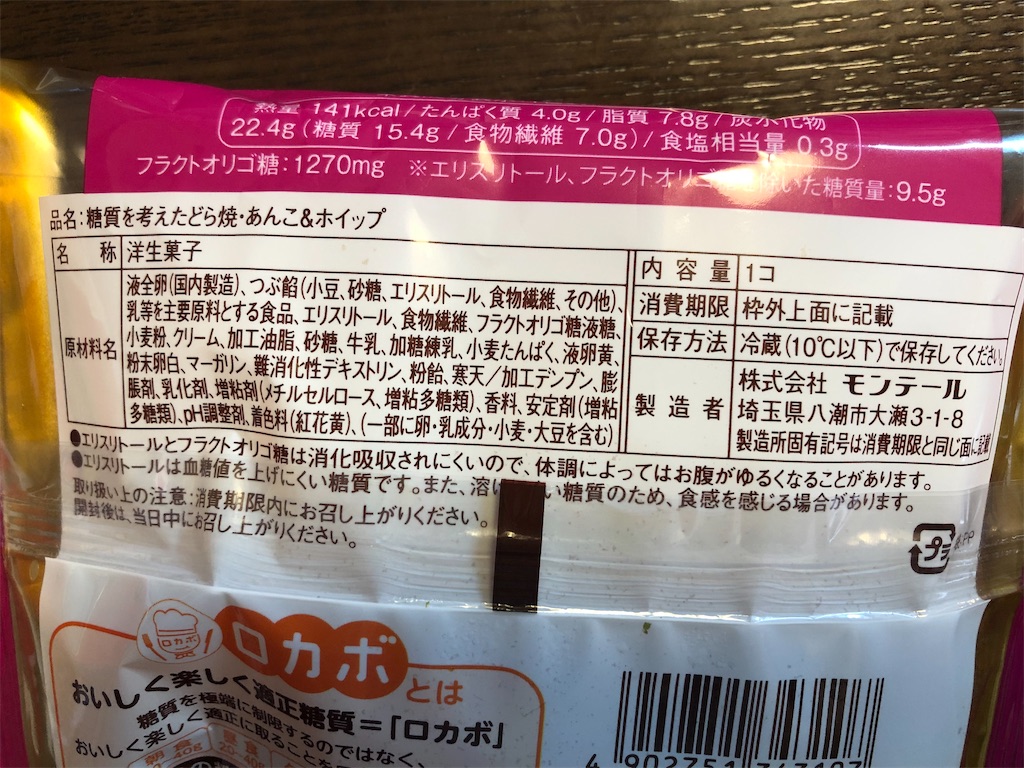 熱量 141kcal/たんぱく質 4.0g/脂質 7.8g/炭水化物
22.4g(糖質 15.4g/食物繊維 7.0g)/食塩相当量 0.3g
フラクトオリゴ糖:1270mg ※エリスリトール、フラクトオリゴ糖を除いた糖質量:9.5g
品名:糖質を考えたどら焼・あんこ&ホイップ
名 称 洋生菓子
原材料名
液全卵(国内製造)、つぶ餡(小豆、砂糖、エリスリトール、食物繊維、その他)、
乳等を主要原料とする食品、エリスリトール、食物繊維、フラクトオリゴ糖液糖、
小麦粉、クリーム、加工油脂、砂糖、牛乳、加糖練乳、小麦たんぱく、液卵黄、
粉末卵白、マーガリン、難消化性デキストリン、粉飴、寒天/加工デンプン、膨
脹剤、乳化剤、増粘剤(メチルセルロース、増粘多糖類)、香料、安定剤(増粘
多糖類)、pH調整剤、着色料(紅花黄)、(一部に卵・乳成分・小麦・大豆を含む)
内容量 1コ
消費期限 枠外上面に記載
保存方法 冷蔵(10℃以下)で保存してください。
製造者
株式会社 モンテール
埼玉県八潮市大瀬3-1-8
製造所固有記号は消費期限と同じ面に記載
●エリスリトールとフラクトオリゴ糖は消化吸収されにくいので、体調によってはお腹がゆるくなることがあります。
●エリスリトールは血糖値を上げにくい糖質です。また、溶け い糖質のため、食感を感じる場合があります。
取り扱い上の注意:消費期限内にお召し上がりください。
開封後は、当日中にお召し上がりください。
プラ
ロカボ
ロカボとは
おいしく楽しく適正糖質=「ロカボ」
糖質を極端に制限するのではなく、
おいしく楽しく適正に取ることを
朝食 昼食
20 40g
4 902751